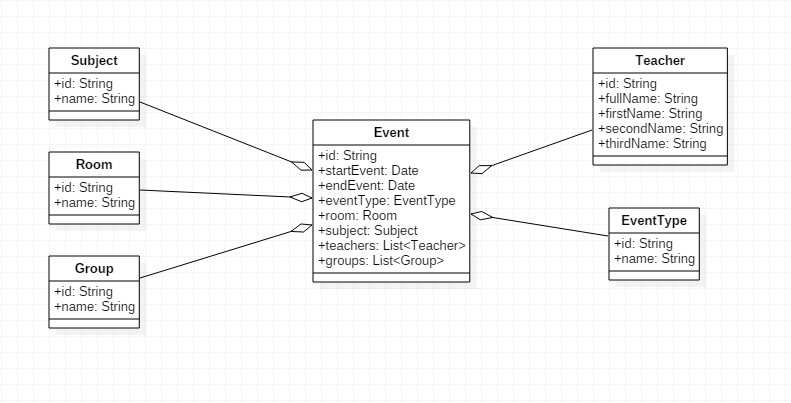 Subject
+id: String
+name: String
Room
+id: String
+name: String
Group
+id: String
+name: String
Event
+id: String
+startEvent: Date
+endEvent: Date
+eventType: EventType
+room: Room
+subject: Subject
+teachers: List<Teacher>
+groups: List<Group>
Teacher
+id: String
+fullName: String
+firstName: String
+secondName: String
+thirdName: String
EventType
+id: String
+name: String